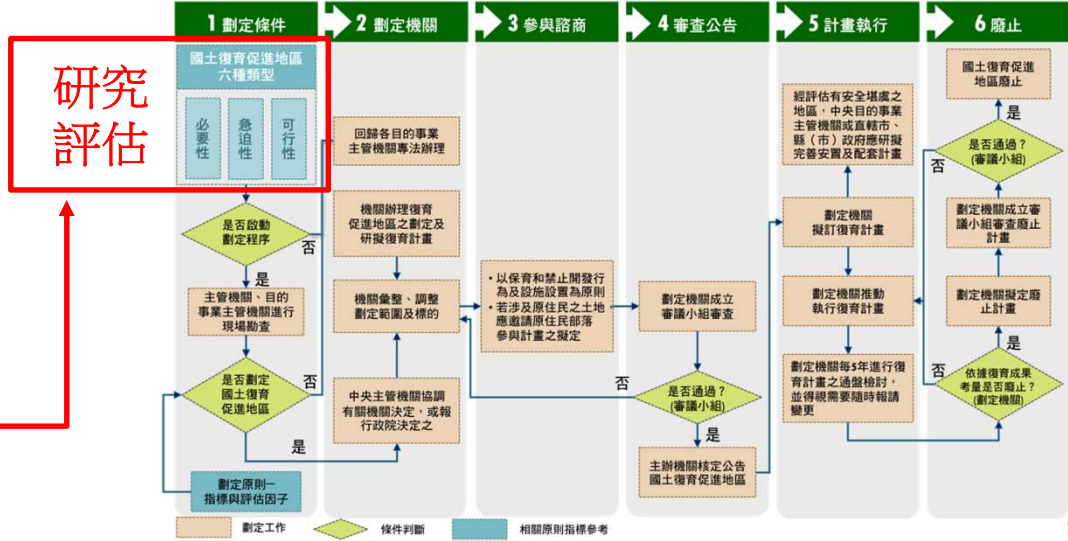 1 劃定條件
2 劃定機關
3 參與諮商
4 審查公告
5 計畫執行
6 廢止
研究
評估
國土復育促進地區
六種類型
必要性
急迫性
可行性
是否啟動
劃定程序
否
是
主管機關、目的
事業主管機關進行
現場勘查
是否劃定
國土復育
促進地區
否
是
劃定原則—
指標與評估因子
回歸各目的事業
主管機關專法辦理
機關辦理復育
促進地區之劃定及
研擬復育計畫
機關彙整、調整
劃定範圍及標的
中央主管機關協調
有關機關決定，或報
行政院決定之
•以保育和禁止開發行
為及設施設置為原則
•若涉及原住民之土地
應邀請原住民部落
參與計畫之擬定
劃定機關成立
審議小組審查
否
是否通過？
(審議小組)
是
主辦機關核定公告
國土復育促進地區
經評估有安全堪虞之
地區，中央目的事業
主管機關或直轄市、
縣（市）政府應研擬
完善安置及配套計畫
劃定機關
擬訂復育計畫
劃定機關推動
執行復育計畫
劃定機關每5年進行復
育計畫之通盤檢討，
並得視需要隨時報請
變更
國土復育促進
地區廢止
是
是否通過？
(審議小組)
否
劃定機關成立審
議小組審查廢止
計畫
劃定機關擬定廢
止計畫
是
否
依據復育成果
考量是否廢止？
(劃定機關)
劃定工作
條件判斷
相關原則指標參考